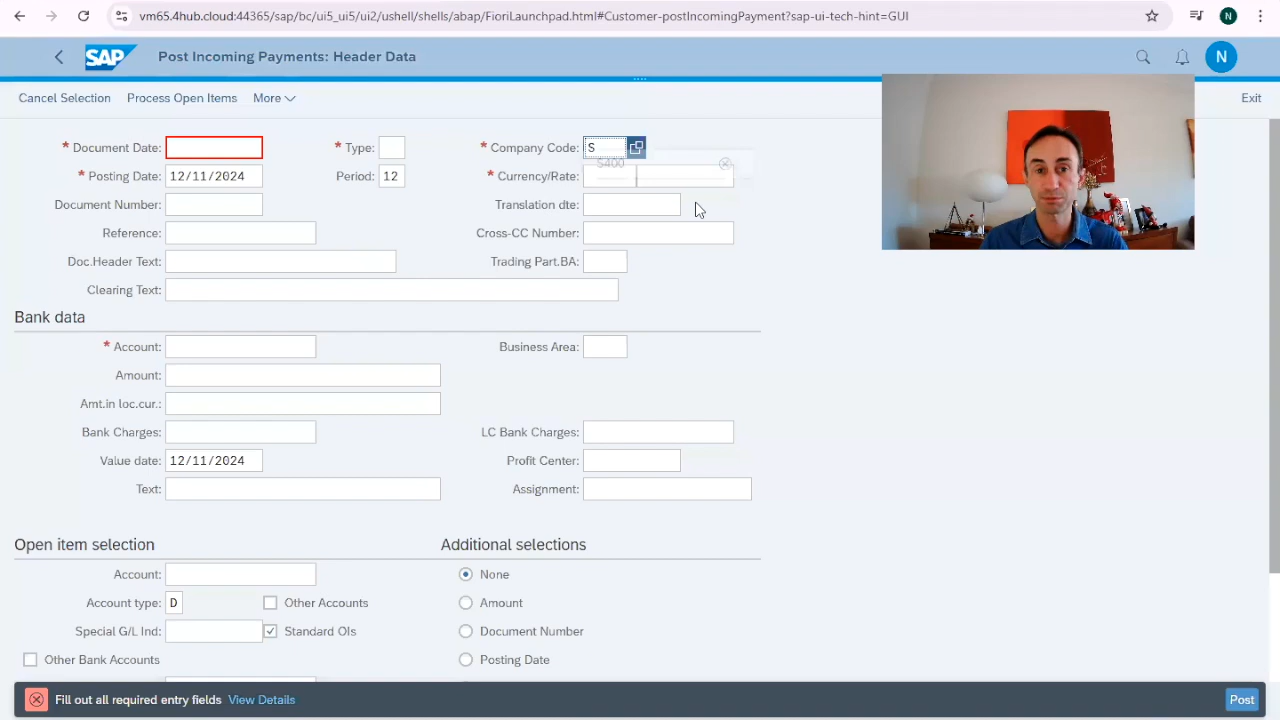 vm65.4hub.cloud:44365/sap/bc/ui5_ui5/ui2/ushell/shells/abap/FioriLaunchpad.html#Customer-postIncomingPayment?sap-ui-tech-hint=GUI
N
SAP Post Incoming Payments: Header Data N
Cancel Selection Process Open Items More Exit
* Document Date: * Type: * Company Code: S
S400
* Posting Date: 12/11/2024 Period: 12 * Currency/Rate:
Document Number: Translation dte:
Reference: Cross-CC Number:
Doc.Header Text: Trading Part.BA:
Clearing Text:
Bank data
* Account: Business Area:
Amount:
Amt.in loc.cur.:
Bank Charges: LC Bank Charges:
Value date: 12/11/2024 Profit Center:
Text: Assignment:
Open item selection Additional selections
Account: None
Account type: D Other Accounts Amount
Special G/L Ind: Standard OIs Document Number
Other Bank Accounts Posting Date
Fill out all required entry fields View Details Post